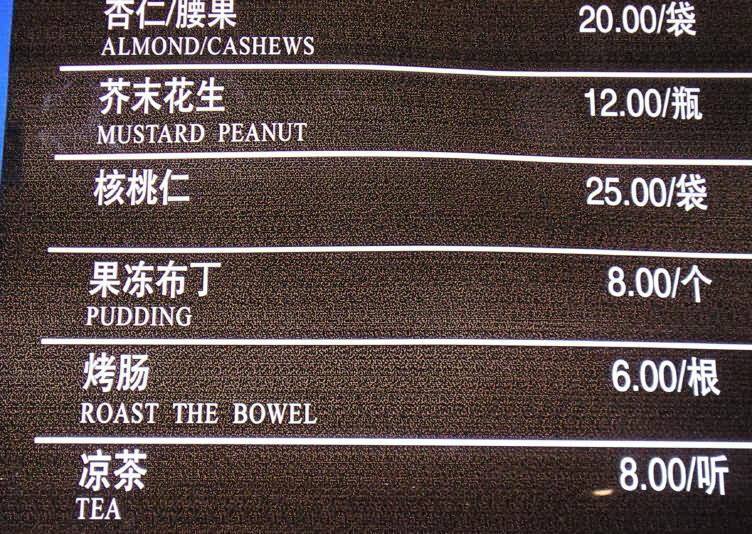 杏仁/腰果 20.00/袋
ALMOND/CASHEWS
芥末花生 12.00/瓶
MUSTARD PEANUT
核桃仁 25.00/袋
果冻布丁 8.00/个
PUDDING
烤肠 6.00/根
ROAST THE BOWEL
凉茶 8.00/听
TEA